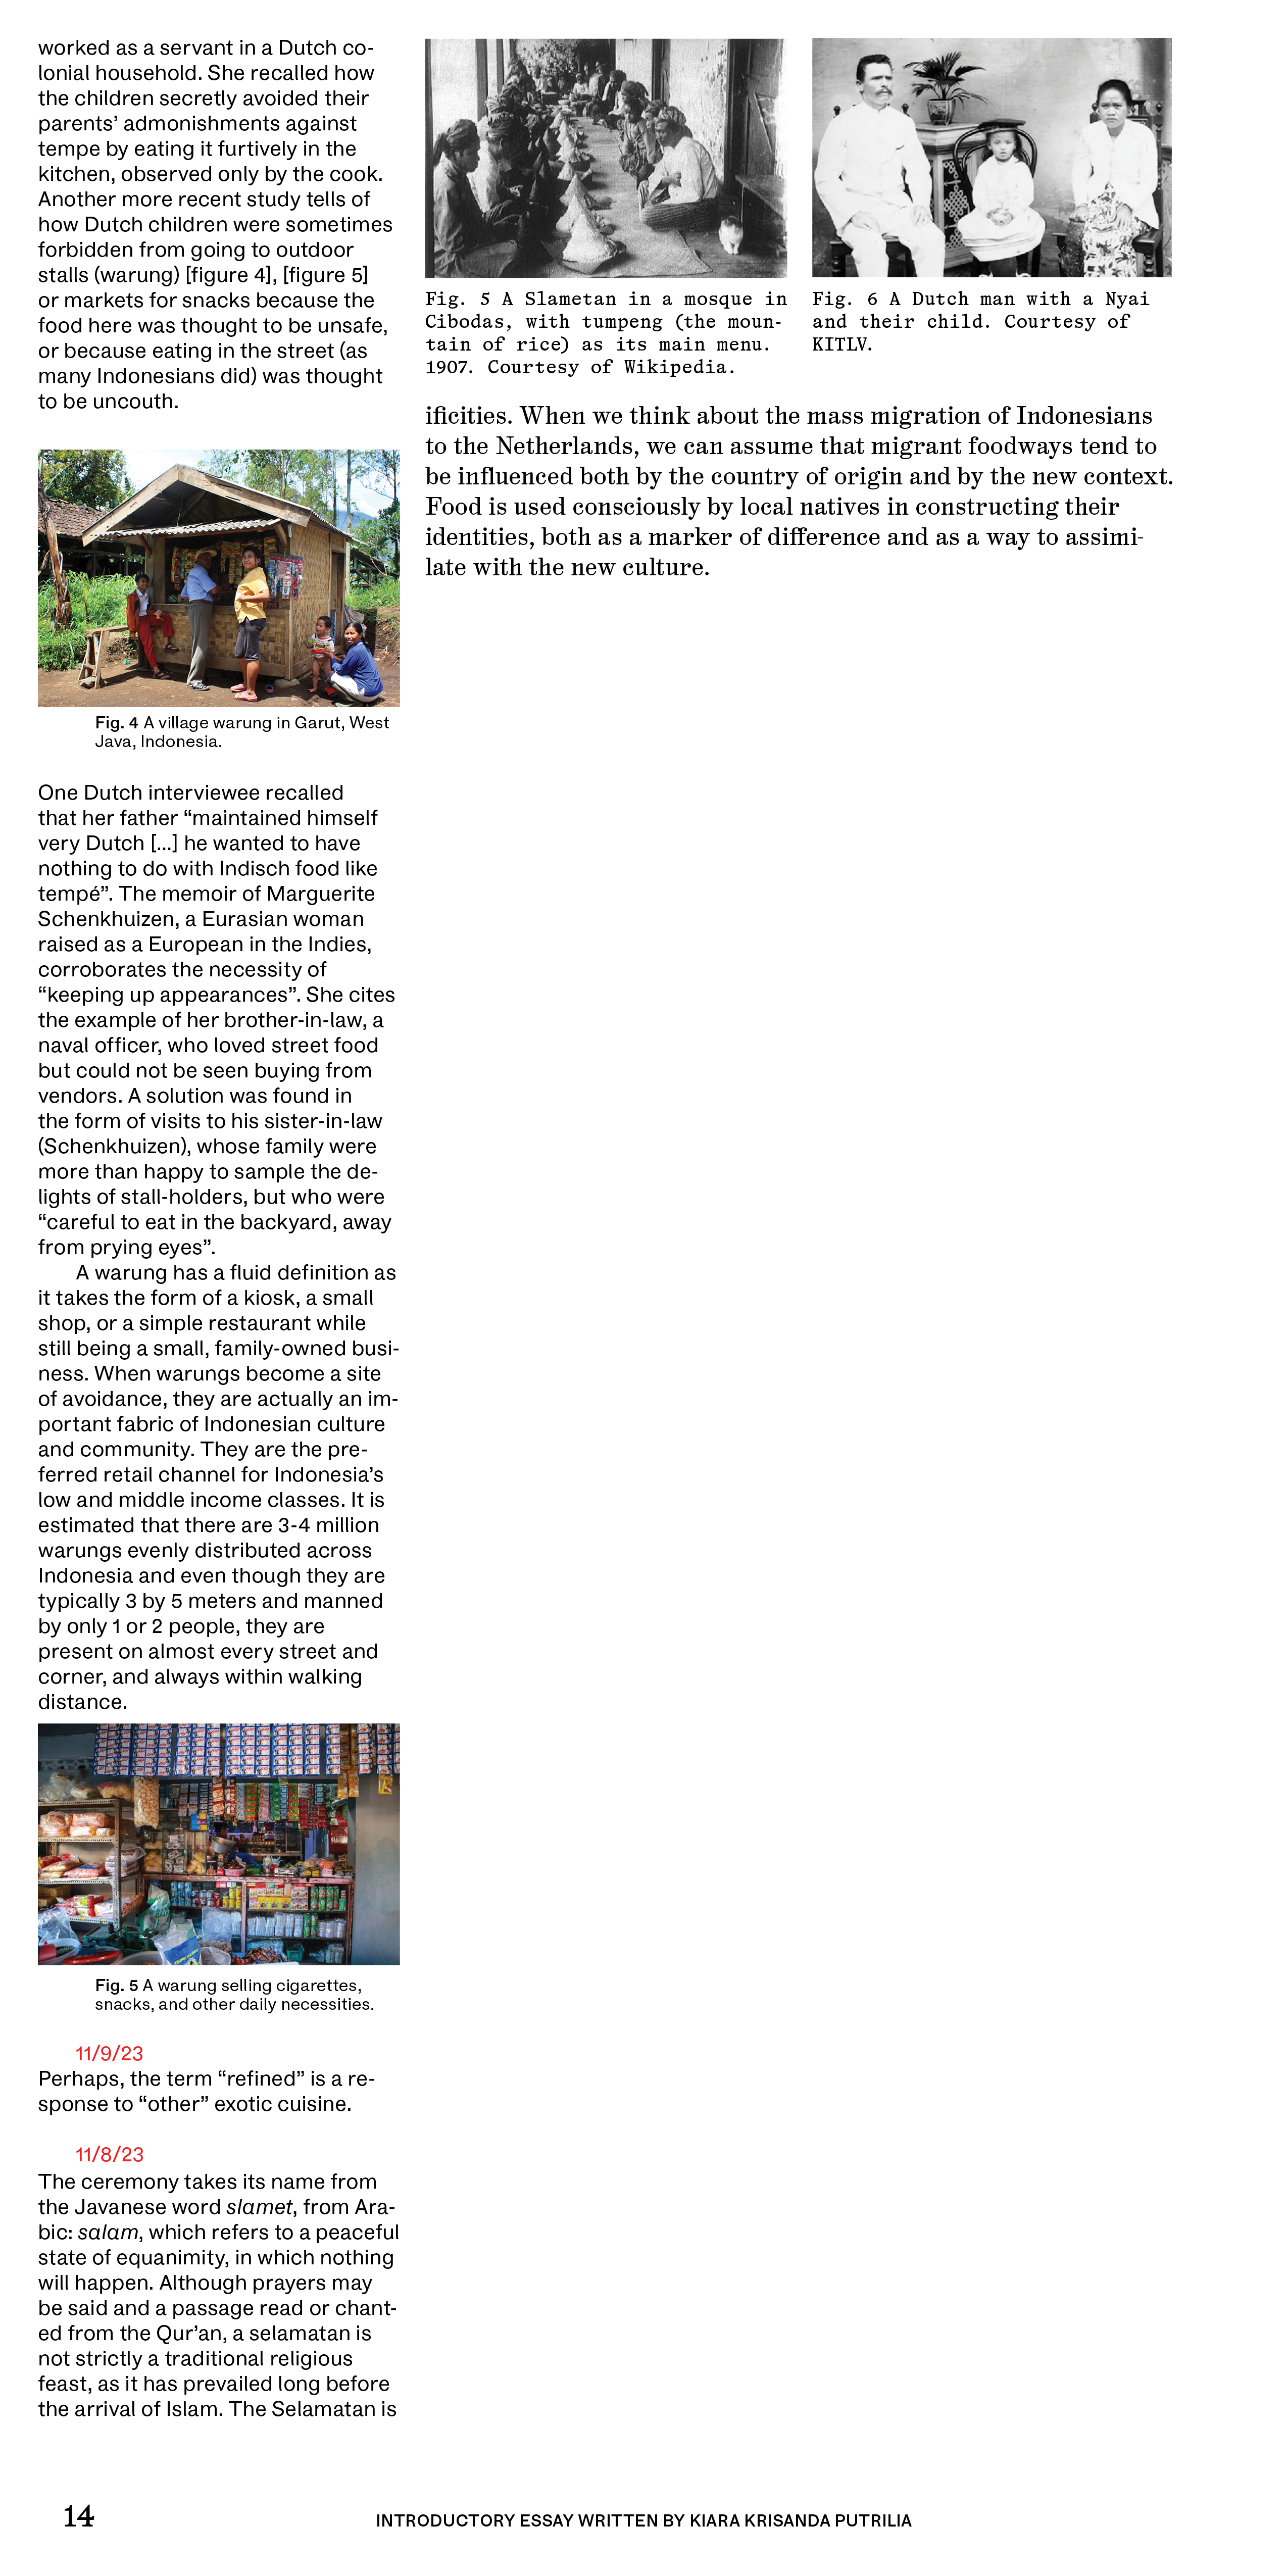 worked as a servant in a Dutch co-
lonial household. She recalled how
the children secretly avoided their
parents’ admonishments against
tempe by eating it furtively in the
kitchen, observed only by the cook.
Another more recent study tells of
how Dutch children were sometimes
forbidden from going to outdoor
stalls (warung) [figure 4], [figure 5]
or markets for snacks because the
food here was thought to be unsafe,
or because eating in the street (as
many Indonesians did) was thought
to be uncouth.
Fig. 4 A village warung in Garut, West
Java, Indonesia.
One Dutch interviewee recalled
that her father “maintained himself
very Dutch [...] he wanted to have
nothing to do with Indisch food like
tempé”. The memoir of Marguerite
Schenkhuizen, a Eurasian woman
raised as a European in the Indies,
corroborates the necessity of
“keeping up appearances”. She cites
the example of her brother-in-law, a
naval officer, who loved street food
but could not be seen buying from
vendors. A solution was found in
the form of visits to his sister-in-law
(Schenkhuizen), whose family were
more than happy to sample the de-
lights of stall-holders, but who were
“careful to eat in the backyard, away
from prying eyes”.
A warung has a fluid definition as
it takes the form of a kiosk, a small
shop, or a simple restaurant while
still being a small, family-owned busi-
ness. When warungs become a site
of avoidance, they are actually an im-
portant fabric of Indonesian culture
and community. They are the pre-
ferred retail channel for Indonesia’s
low and middle income classes. It is
estimated that there are 3-4 million
warungs evenly distributed across
Indonesia and even though they are
typically 3 by 5 meters and manned
by only 1 or 2 people, they are
present on almost every street and
corner, and always within walking
distance.
Fig. 5 A warung selling cigarettes,
snacks, and other daily necessities.
11/9/23
Perhaps, the term “refined” is a re-
sponse to “other” exotic cuisine.
11/8/23
The ceremony takes its name from
the Javanese word slamet, from Ara-
bic: salam, which refers to a peaceful
state of equanimity, in which nothing
will happen. Although prayers may
be said and a passage read or chant-
ed from the Qur’an, a selamatan is
not strictly a traditional religious
feast, as it has prevailed long before
the arrival of Islam. The Selamatan is
Fig. 5 A Slametan in a mosque in
Cibodas, with tumpeng (the moun-
tain of rice) as its main menu.
1907. Courtesy of Wikipedia.
Fig. 6 A Dutch man with a Nyai
and their child. Courtesy of
KITLV.
ificities. When we think about the mass migration of Indonesians
to the Netherlands, we can assume that migrant foodways tend to
be influenced both by the country of origin and by the new context.
Food is used consciously by local natives in constructing their
identities, both as a marker of difference and as a way to assimi-
late with the new culture.
14
INTRODUCTORY ESSAY WRITTEN BY KIARA KRISANDA PUTRILIA